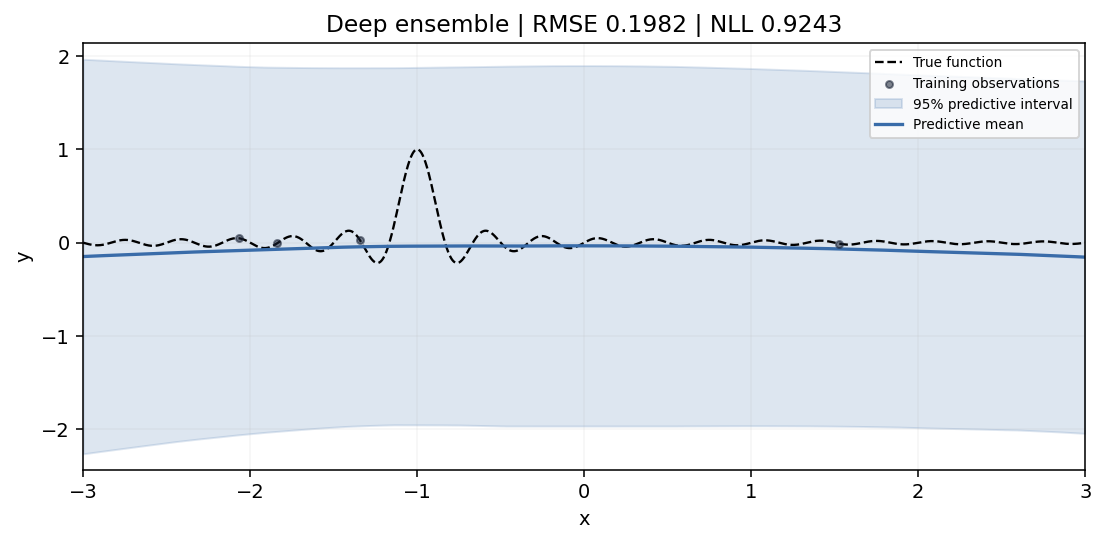 Deep ensemble | RMSE 0.1982 | NLL 0.9243
True function
Training observations
95% predictive interval
Predictive mean
y
2
1
0
−1
−2
−3
−2
−1
0
1
2
3
x